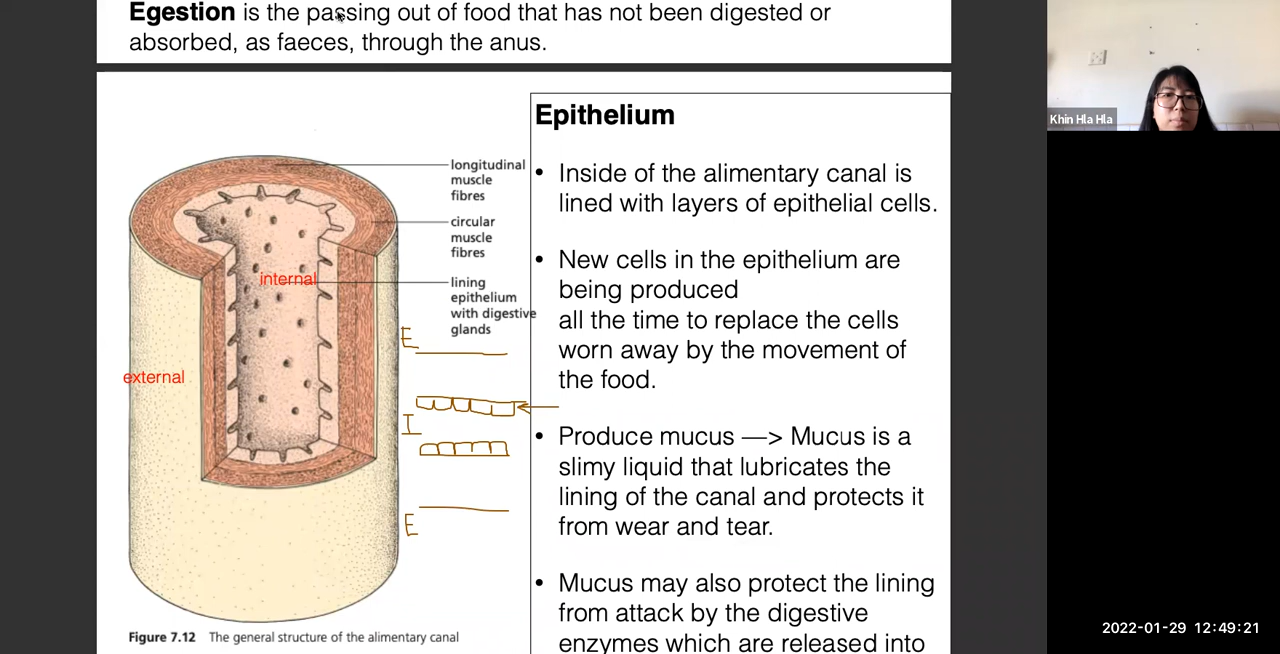 Egestion is the passing out of food that has not been digested or
absorbed, as faeces, through the anus.
longitudinal
muscle
fibres
circular
muscle
fibres
lining
epithelium
with digestive
glands
internal
external
E
I
E
Figure 7.12 The general structure of the alimentary canal
Epithelium
• Inside of the alimentary canal is
lined with layers of epithelial cells.
• New cells in the epithelium are
being produced
all the time to replace the cells
worn away by the movement of
the food.
• Produce mucus —> Mucus is a
slimy liquid that lubricates the
lining of the canal and protects it
from wear and tear.
• Mucus may also protect the lining
from attack by the digestive
enzymes which are released into
Khin Hla Hla
2022-01-29 12:49:21